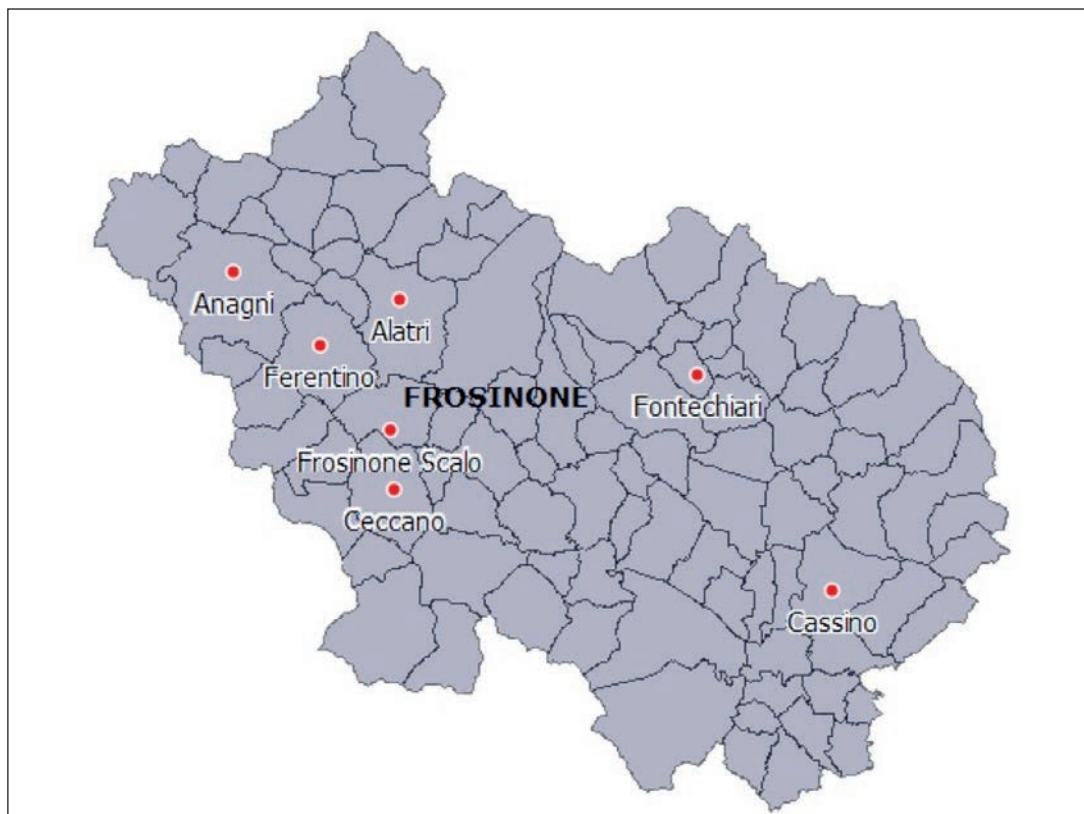 Anagni
Alatri
Ferentino
FROSINONE
Fontechiari
Frosinone Scalo
Ceccano
Cassino